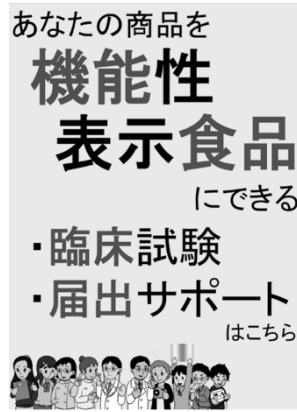 あなたの商品を
機能性
表示食品
にできる
・臨床試験
・届出サポート
はこちら